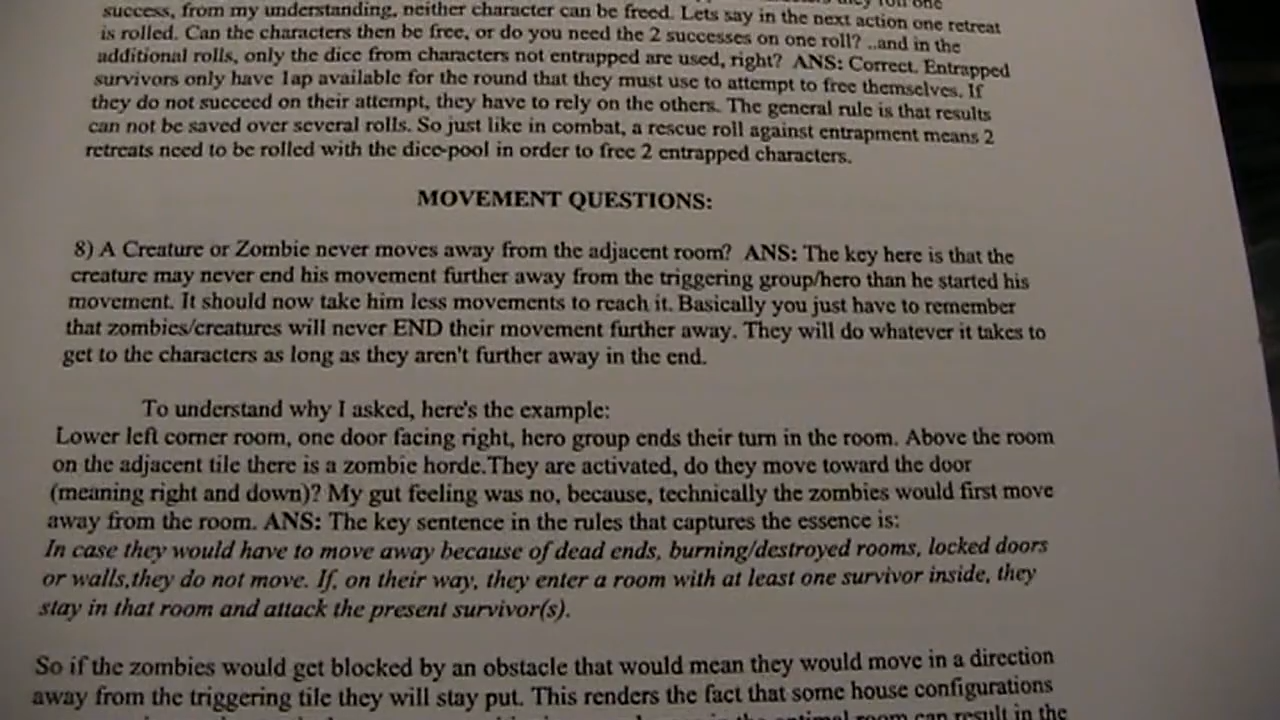 success, from my understanding, neither character can be freed. Lets say in the next action one retreat
is rolled. Can the characters then be free, or do you need the 2 successes on one roll? ..and in the
additional rolls, only the dice from characters not entrapped are used, right? ANS: Correct. Entrapped
survivors only have 1ap available for the round that they must use to attempt to free themselves. If
they do not succeed on their attempt, they have to rely on the others. The general rule is that results
can not be saved over several rolls. So just like in combat, a rescue roll against entrapment means 2
retreats need to be rolled with the dice-pool in order to free 2 entrapped characters.
MOVEMENT QUESTIONS:
8) A Creature or Zombie never moves away from the adjacent room? ANS: The key here is that the
creature may never end his movement further away from the triggering group/hero than he started his
movement. It should now take him less movements to reach it. Basically you just have to remember
that zombies/creatures will never END their movement further away. They will do whatever it takes to
get to the characters as long as they aren't further away in the end.
To understand why I asked, here's the example:
Lower left corner room, one door facing right, hero group ends their turn in the room. Above the room
on the adjacent tile there is a zombie horde.They are activated, do they move toward the door
(meaning right and down)? My gut feeling was no, because, technically the zombies would first move
away from the room. ANS: The key sentence in the rules that captures the essence is:
In case they would have to move away because of dead ends, burning/destroyed rooms, locked doors
or walls,they do not move. If, on their way, they enter a room with at least one survivor inside, they
stay in that room and attack the present survivor(s).
So if the zombies would get blocked by an obstacle that would mean they would move in a direction
away from the triggering tile they will stay put. This renders the fact that some house configurations
room can result in the